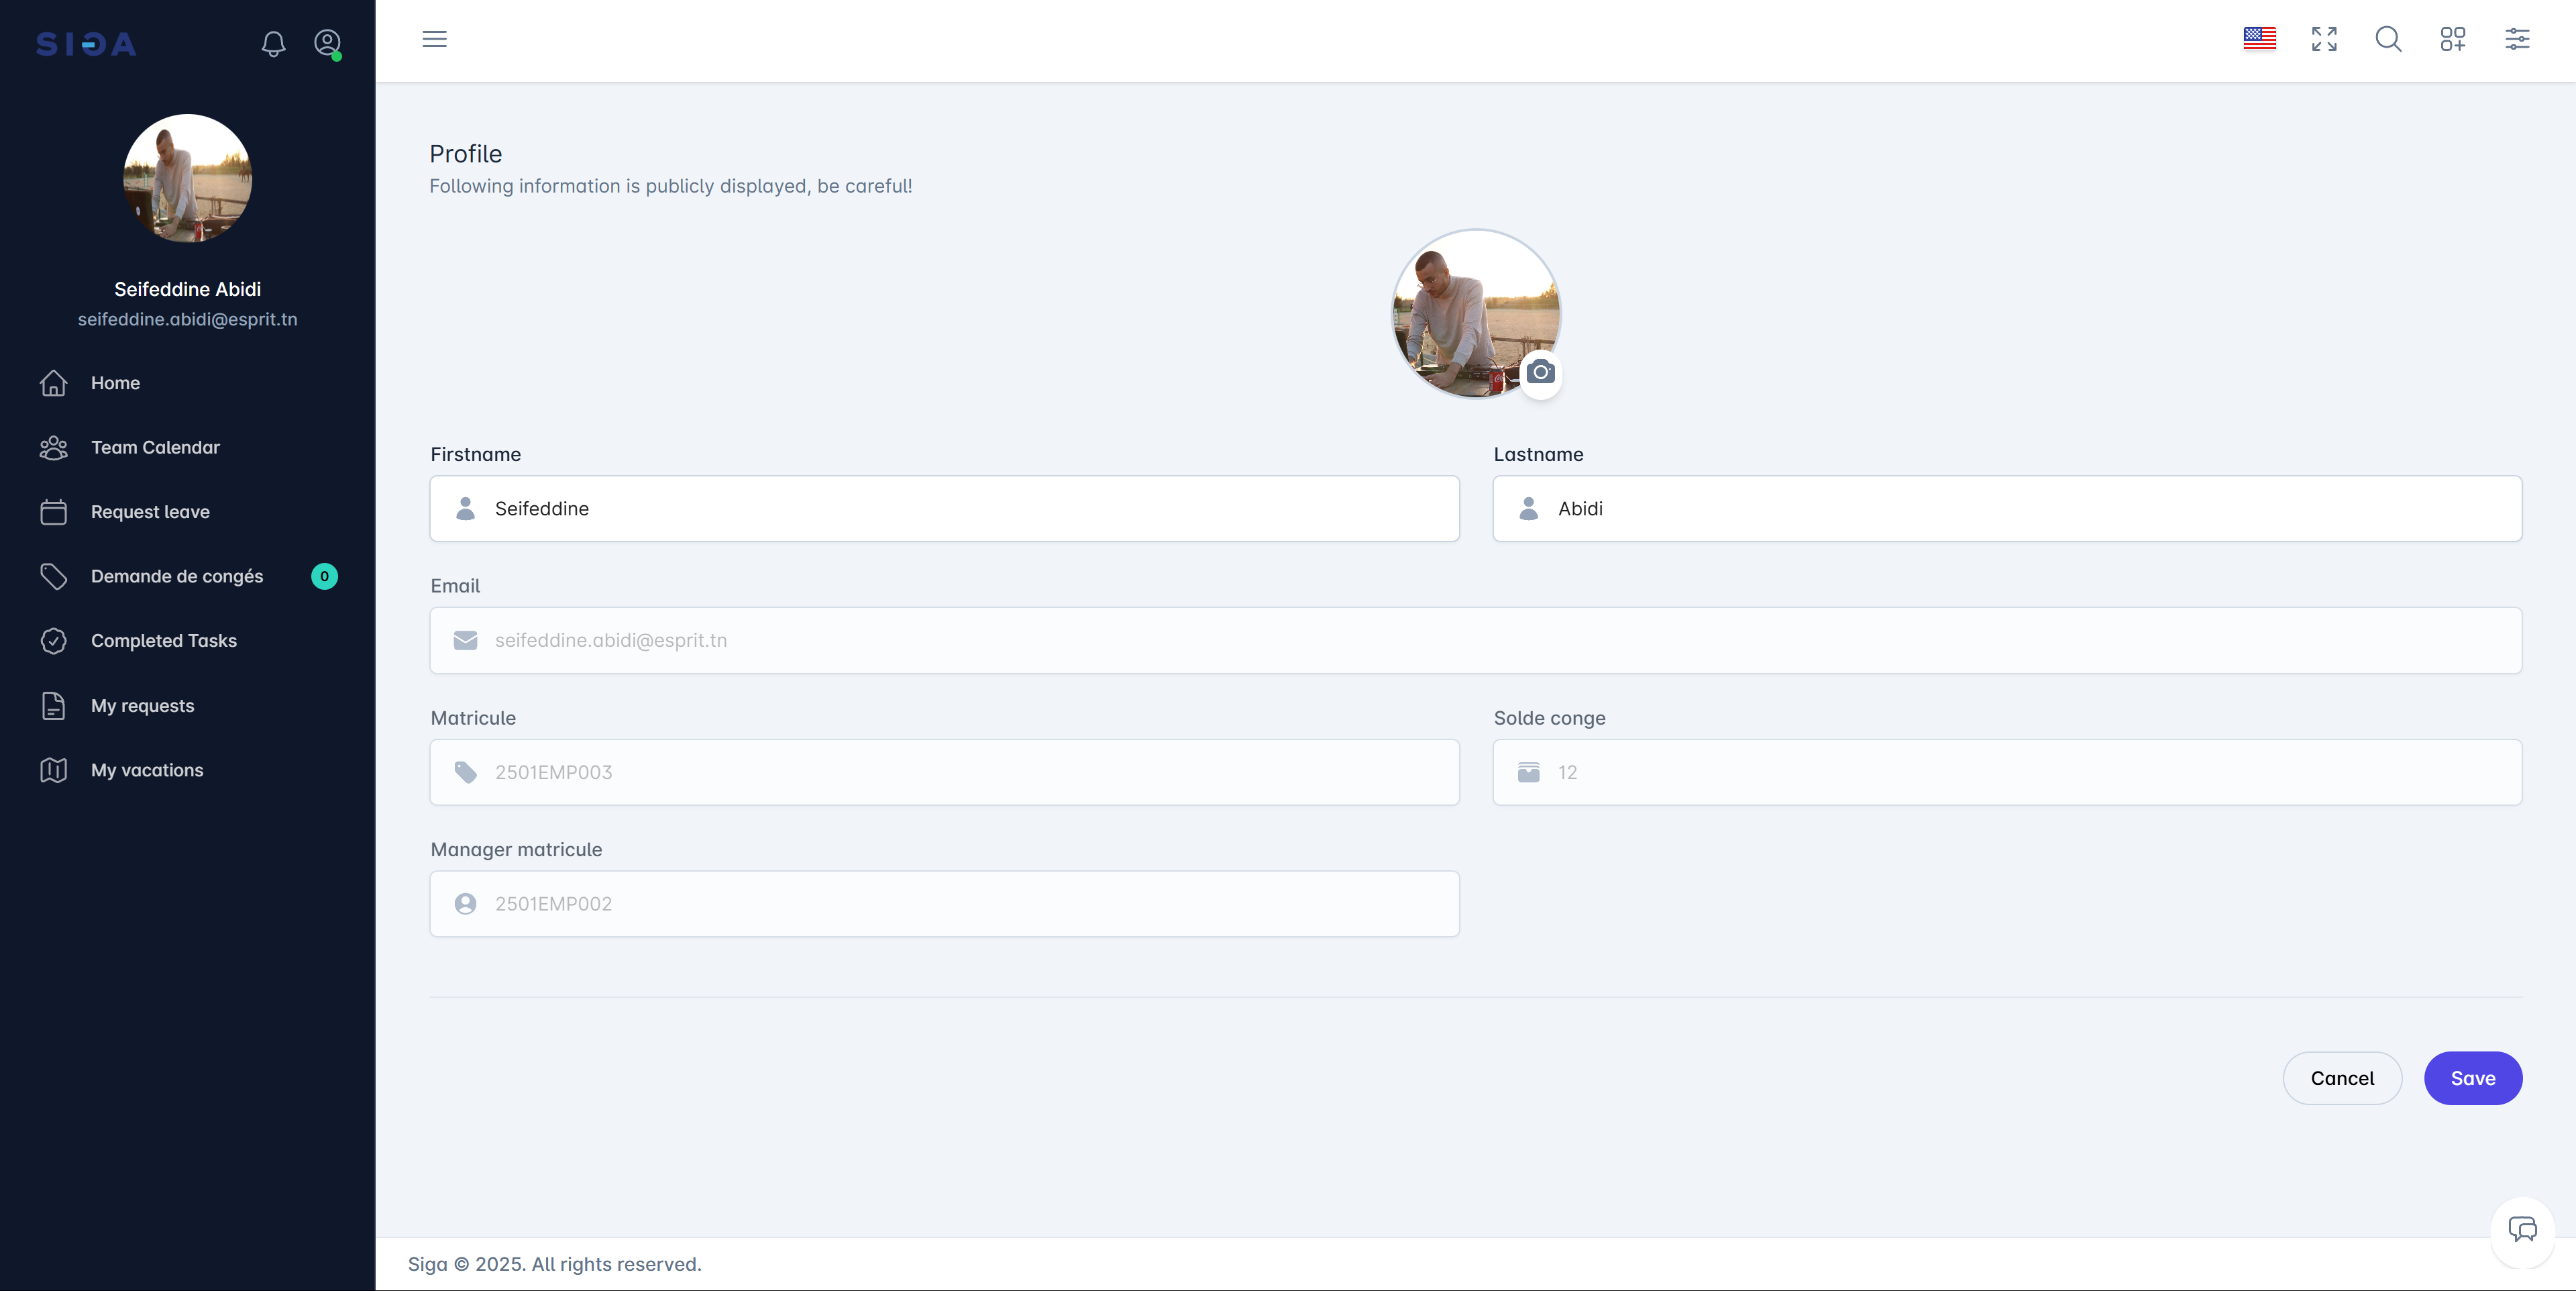 SIGA
Seifeddine Abidi
seifeddine.abidi@esprit.tn
Home
Team Calendar
Request leave
Demande de congés 0
Completed Tasks
My requests
My vacations
Profile
Following information is publicly displayed, be careful!
Firstname Lastname
Seifeddine Abidi
Email
seifeddine.abidi@esprit.tn
Matricule Solde conge
2501EMP003 12
Manager matricule
2501EMP002
Cancel Save
Siga © 2025. All rights reserved.